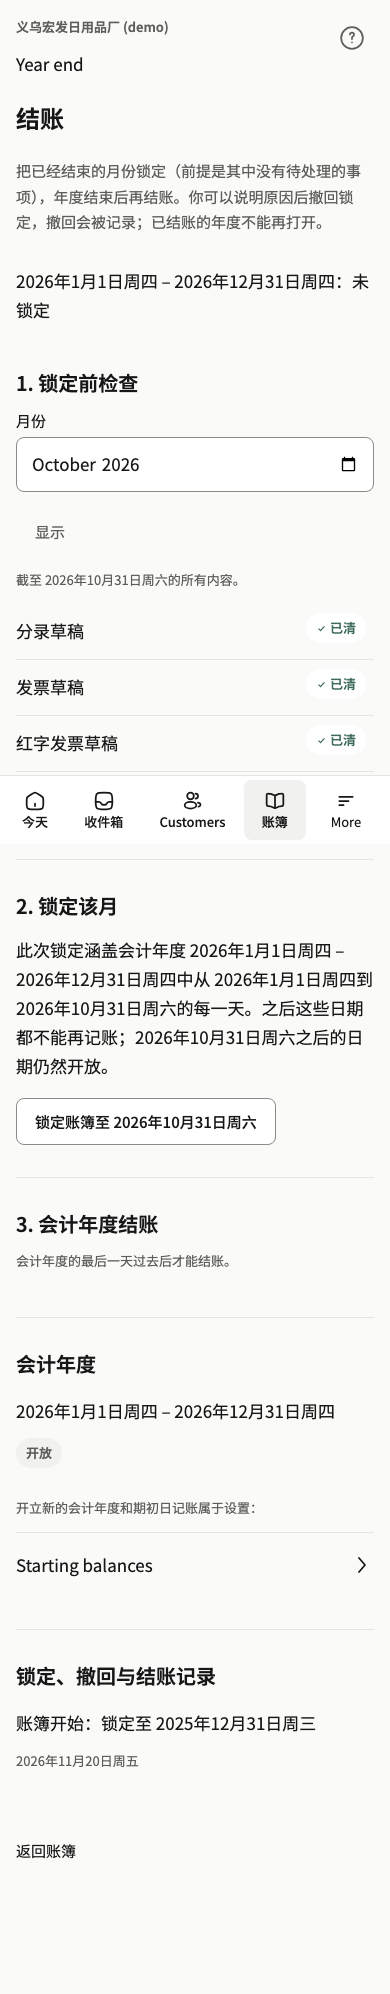 义乌宏发日用品厂 (demo)
Year end
结账
把已经结束的月份锁定（前提是其中没有待处理的事
项），年度结束后再结账。你可以说明原因后撤回锁
定，撤回会被记录；已结账的年度不能再打开。
2026年1月1日周四 – 2026年12月31日周四：未
锁定
1. 锁定前检查
月份
October 2026
显示
截至 2026年10月31日周六的所有内容。
分录草稿
✓ 已清
发票草稿
✓ 已清
红字发票草稿
✓ 已清
今天
收件箱
Customers
账簿
More
2. 锁定该月
此次锁定涵盖会计年度 2026年1月1日周四 –
2026年12月31日周四中从 2026年1月1日周四到
2026年10月31日周六的每一天。之后这些日期
都不能再记账；2026年10月31日周六之后的日
期仍然开放。
锁定账簿至 2026年10月31日周六
3. 会计年度结账
会计年度的最后一天过去后才能结账。
会计年度
2026年1月1日周四 – 2026年12月31日周四
开放
开立新的会计年度和期初日记账属于设置：
Starting balances
锁定、撤回与结账记录
账簿开始：锁定至 2025年12月31日周三
2026年11月20日周五
返回账簿